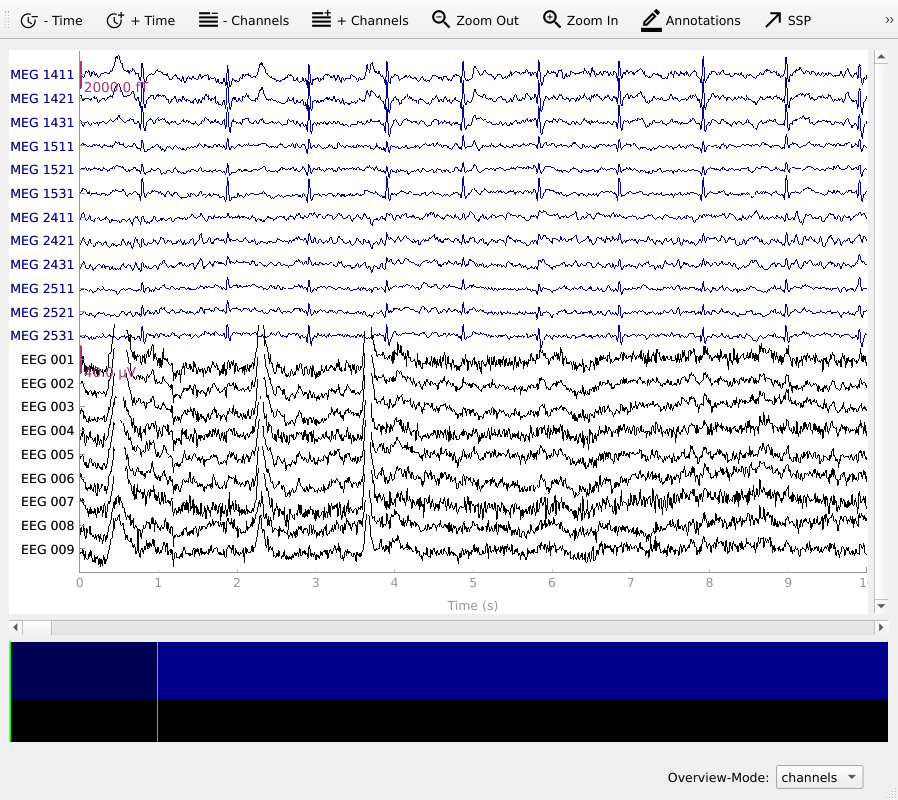 - Time + Time - Channels + Channels Zoom Out Zoom In Annotations SSP »
MEG 1411
2000.0 fT
MEG 1421
MEG 1431
MEG 1511
MEG 1521
MEG 1531
MEG 2411
MEG 2421
MEG 2431
MEG 2511
MEG 2521
MEG 2531
EEG 001
40.0 µV
EEG 002
EEG 003
EEG 004
EEG 005
EEG 006
EEG 007
EEG 008
EEG 009
0 1 2 3 4 5 6 7 8 9 1
Time (s)
Overview-Mode: channels